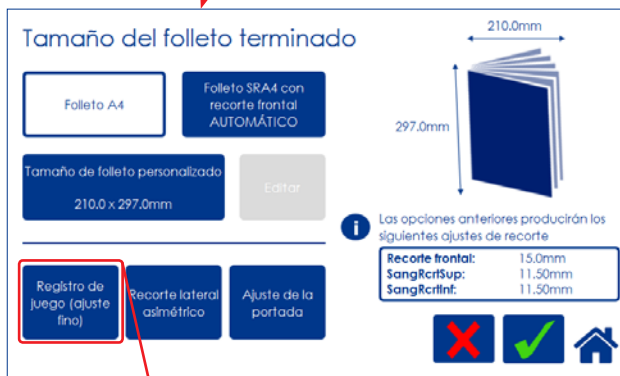 Tamaño del folleto terminado
Folleto A4
Folleto SRA4 con
recorte frontal
AUTOMÁTICO
Tamaño de folleto personalizado
210.0 x 297.0mm
Editar
Registro de
juego (ajuste
fino)
Recorte lateral
asimétrico
Ajuste de la
portada
210.0mm
297.0mm
i
Las opciones anteriores producirán los
siguientes ajustes de recorte
Recorte frontal: 15.0mm
SangRcrtSup: 11.50mm
SangRcrtInf: 11.50mm